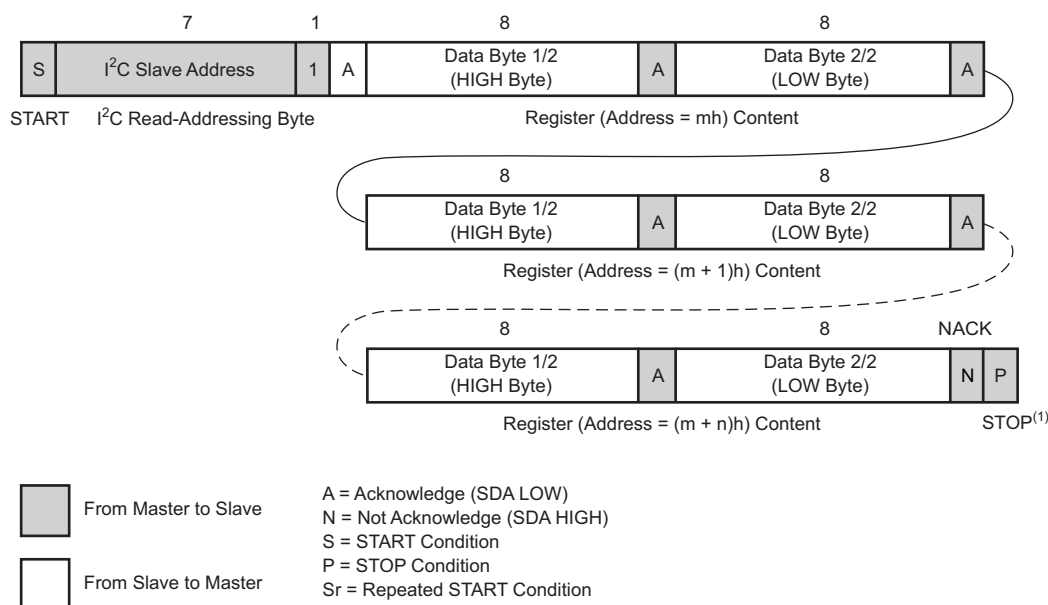 7 1 8 8
S I²C Slave Address 1 A Data Byte 1/2 (HIGH Byte) A Data Byte 2/2 (LOW Byte) A
START I²C Read-Addressing Byte Register (Address = mh) Content
8 8
Data Byte 1/2 (HIGH Byte) A Data Byte 2/2 (LOW Byte) A
Register (Address = (m + 1)h) Content
8 8 NACK
Data Byte 1/2 (HIGH Byte) A Data Byte 2/2 (LOW Byte) N P
Register (Address = (m + n)h) Content STOP⁽¹⁾
From Master to Slave
From Slave to Master
A = Acknowledge (SDA LOW)
N = Not Acknowledge (SDA HIGH)
S = START Condition
P = STOP Condition
Sr = Repeated START Condition